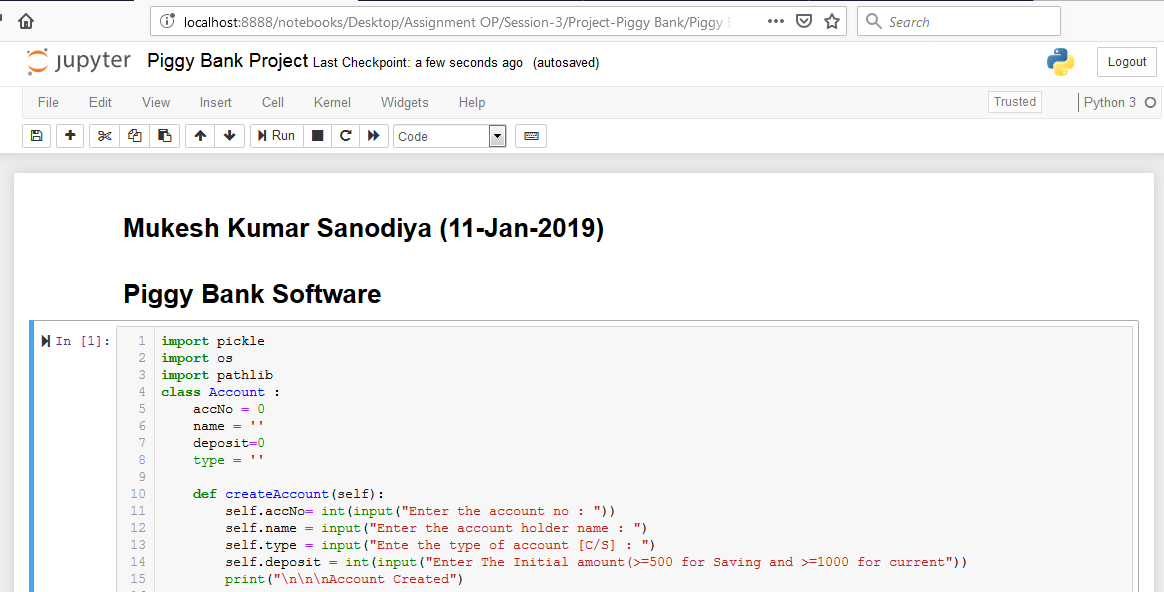 localhost:8888/notebooks/Desktop/Assignment OP/Session-3/Project-Piggy Bank/Piggy
Search
jupyter Piggy Bank Project Last Checkpoint: a few seconds ago (autosaved)
Logout
File Edit View Insert Cell Kernel Widgets Help
Trusted
Python 3
Run
Code
Mukesh Kumar Sanodiya (11-Jan-2019)
Piggy Bank Software
In [1]:
1 import pickle
2 import os
3 import pathlib
4 class Account :
5     accNo = 0
6     name = ''
7     deposit=0
8     type = ''
9
10     def createAccount(self):
11         self.accNo= int(input("Enter the account no : "))
12         self.name = input("Enter the account holder name : ")
13         self.type = input("Ente the type of account [C/S] : ")
14         self.deposit = int(input("Enter The Initial amount(>=500 for Saving and >=1000 for current"))
15         print("\n\n\nAccount Created")